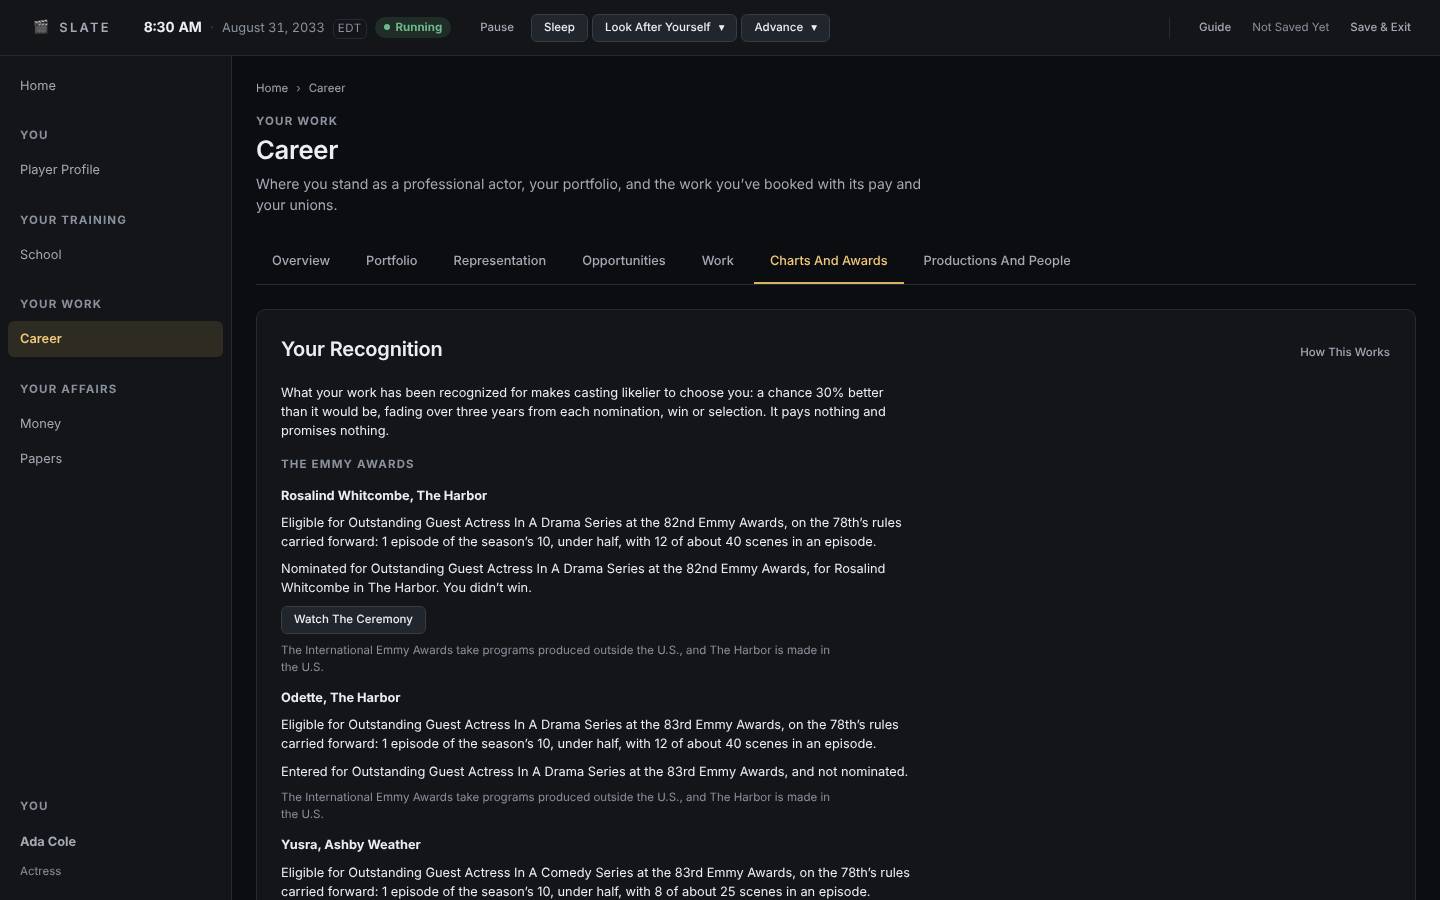 SLATE
8:30 AM · August 31, 2033 EDT Running
Pause
Sleep
Look After Yourself ▾
Advance ▾
Guide
Not Saved Yet
Save & Exit
Home
YOU
Player Profile
YOUR TRAINING
School
YOUR WORK
Career
YOUR AFFAIRS
Money
Papers
YOU
Ada Cole
Actress
Home › Career
YOUR WORK
Career
Where you stand as a professional actor, your portfolio, and the work you’ve booked with its pay and
your unions.
Overview
Portfolio
Representation
Opportunities
Work
Charts And Awards
Productions And People
Your Recognition
How This Works
What your work has been recognized for makes casting likelier to choose you: a chance 30% better
than it would be, fading over three years from each nomination, win or selection. It pays nothing and
promises nothing.
THE EMMY AWARDS
Rosalind Whitcombe, The Harbor
Eligible for Outstanding Guest Actress In A Drama Series at the 82nd Emmy Awards, on the 78th’s rules
carried forward: 1 episode of the season’s 10, under half, with 12 of about 40 scenes in an episode.
Nominated for Outstanding Guest Actress In A Drama Series at the 82nd Emmy Awards, for Rosalind
Whitcombe in The Harbor. You didn’t win.
Watch The Ceremony
The International Emmy Awards take programs produced outside the U.S., and The Harbor is made in
the U.S.
Odette, The Harbor
Eligible for Outstanding Guest Actress In A Drama Series at the 83rd Emmy Awards, on the 78th’s rules
carried forward: 1 episode of the season’s 10, under half, with 12 of about 40 scenes in an episode.
Entered for Outstanding Guest Actress In A Drama Series at the 83rd Emmy Awards, and not nominated.
The International Emmy Awards take programs produced outside the U.S., and The Harbor is made in
the U.S.
Yusra, Ashby Weather
Eligible for Outstanding Guest Actress In A Comedy Series at the 83rd Emmy Awards, on the 78th’s rules
carried forward: 1 episode of the season’s 10, under half, with 8 of about 25 scenes in an episode.